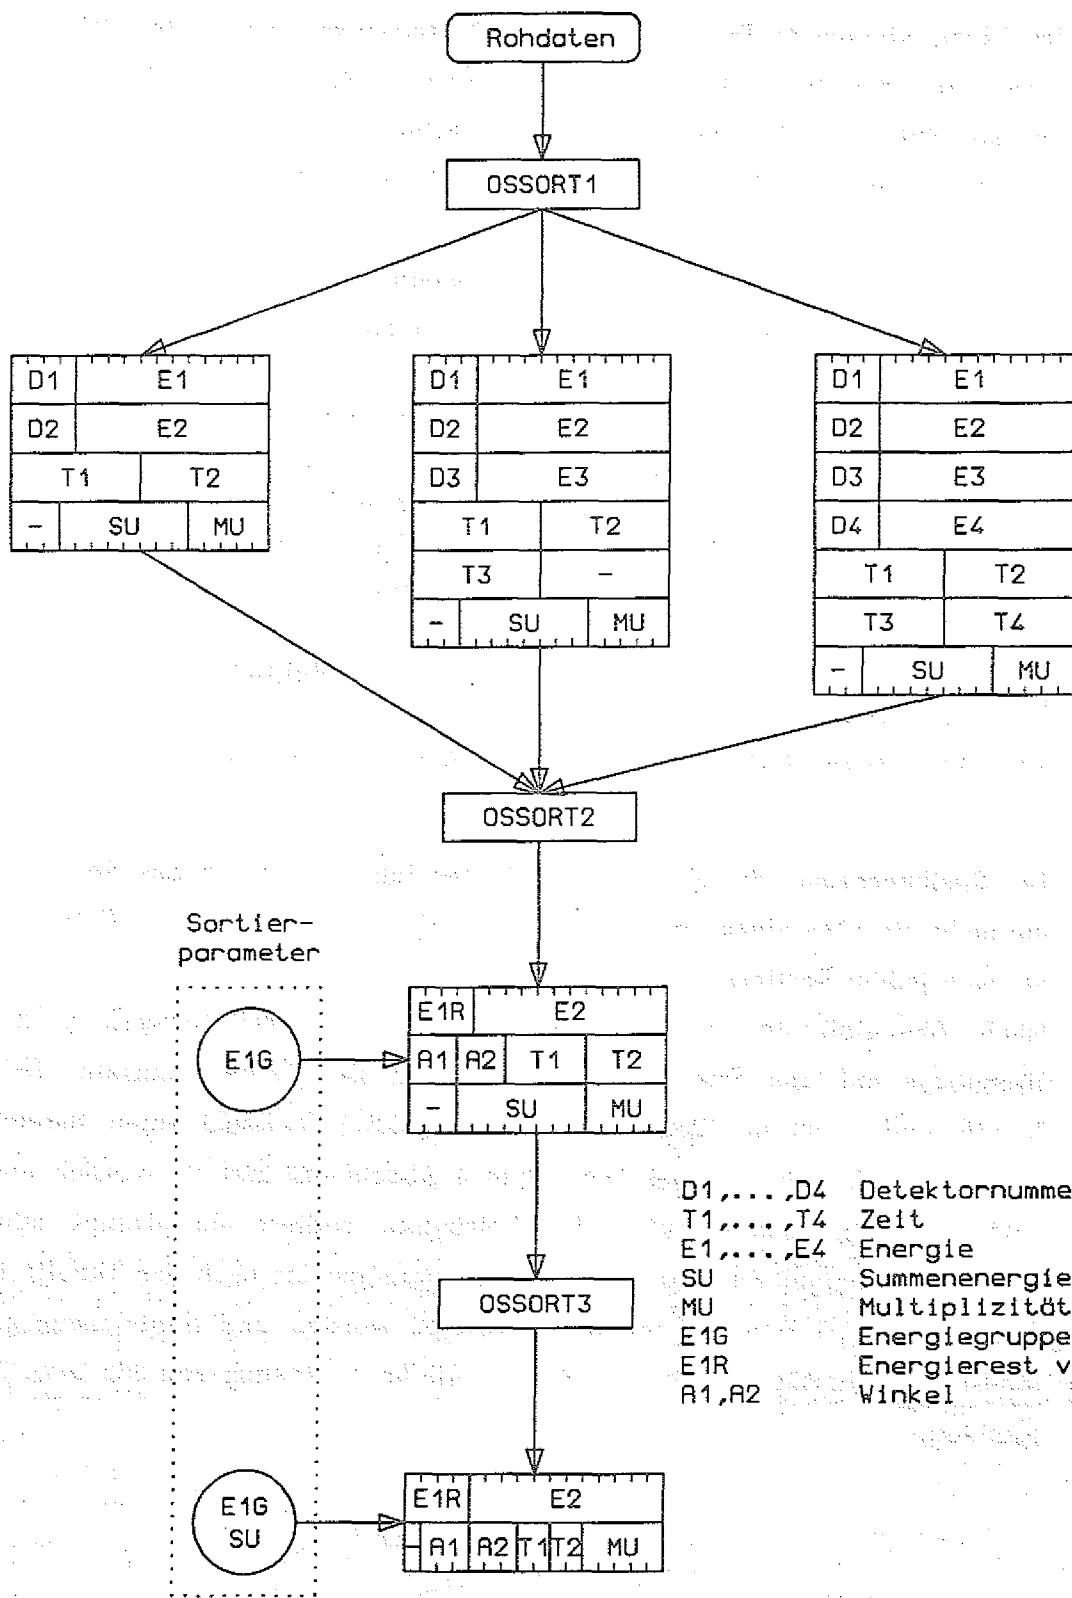 Rohdaten
OSSORT1
D1 E1
D2 E2
T1 T2
- SU MU
D1 E1
D2 E2
D3 E3
T1 T2
T3 -
- SU MU
D1 E1
D2 E2
D3 E3
D4 E4
T1 T2
T3 T4
- SU MU
OSSORT2
Sortier-
parameter
E1G
E1R E2
A1 A2 T1 T2
- SU MU
OSSORT3
E1G
SU
E1R E2
- A1 A2 T1 T2 MU
D1,...,D4 Detektornumme
T1,...,T4 Zeit
E1,...,E4 Energie
SU Summenenergie
MU Multiplizität
E1G Energiegruppe
E1R Energierest v
A1,A2 Winkel